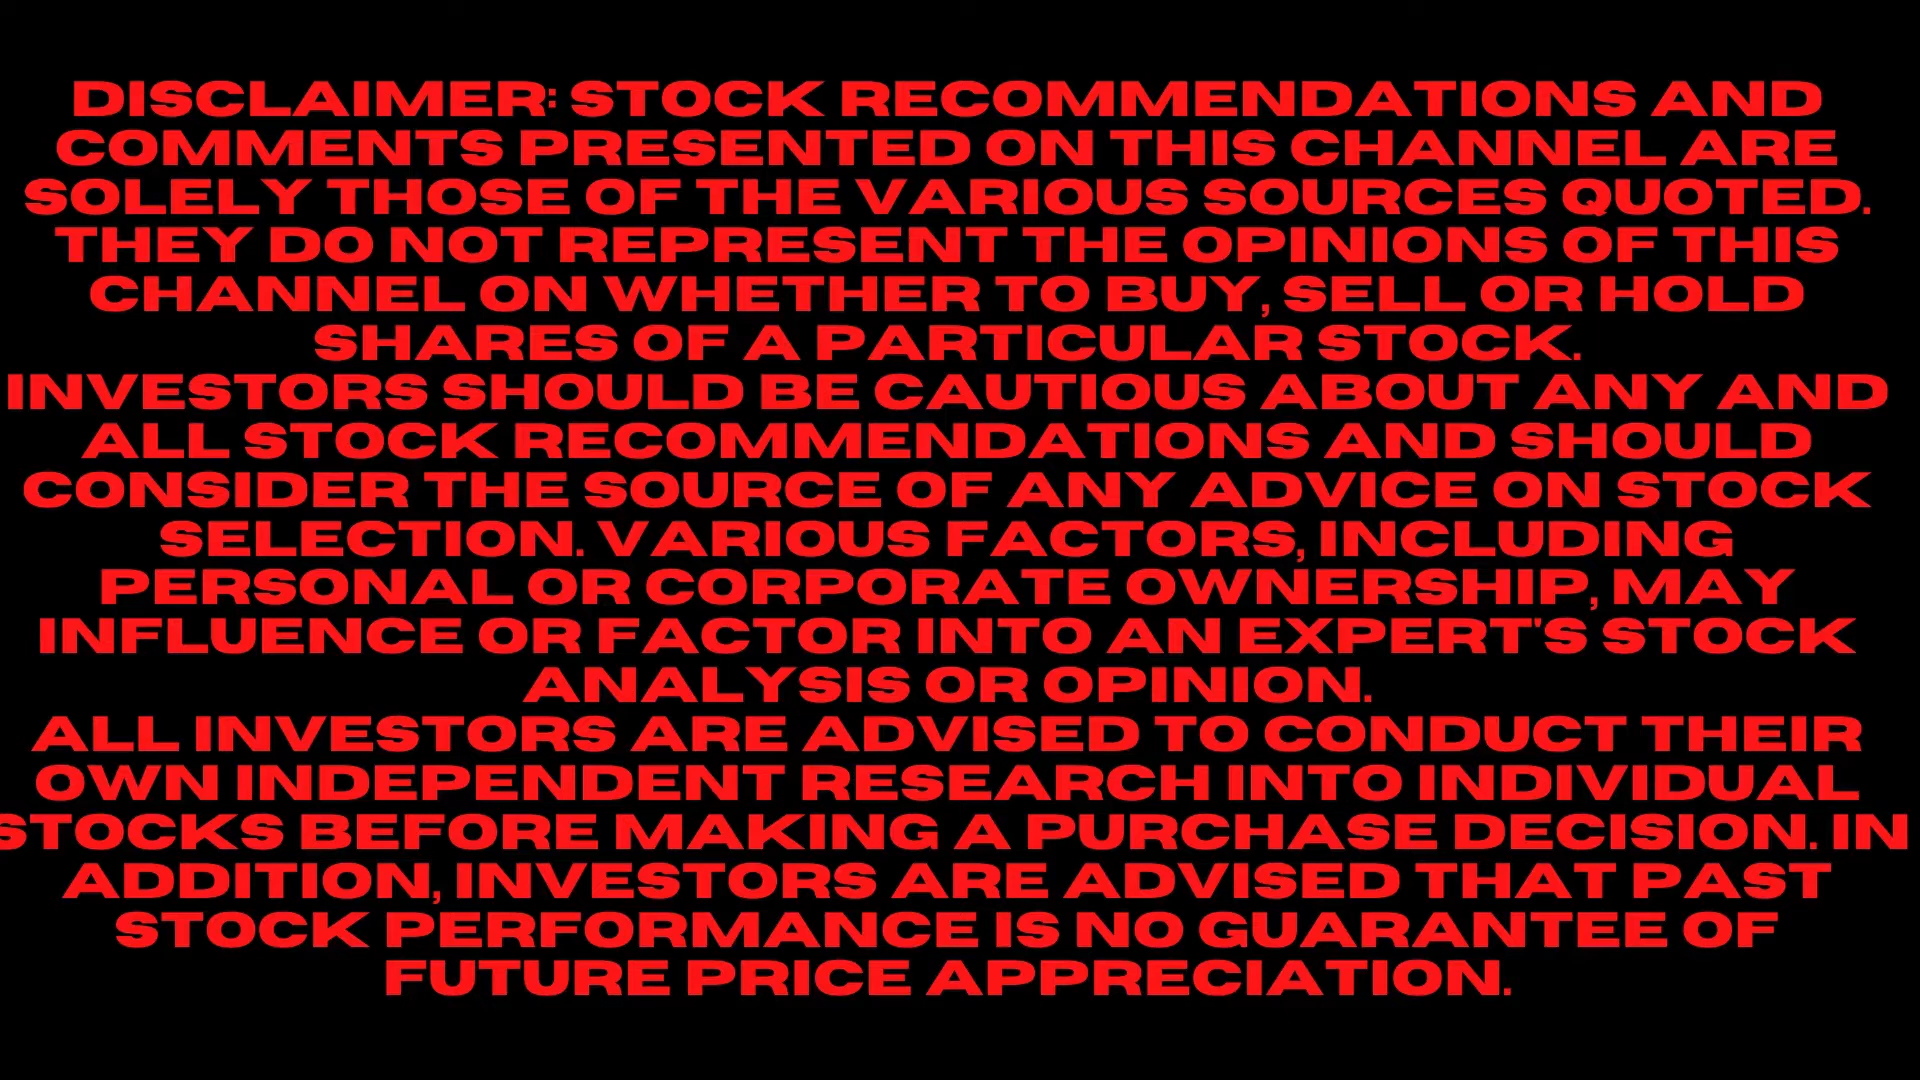 DISCLAIMER: STOCK RECOMMENDATIONS AND
COMMENTS PRESENTED ON THIS CHANNEL ARE
SOLELY THOSE OF THE VARIOUS SOURCES QUOTED.
THEY DO NOT REPRESENT THE OPINIONS OF THIS
CHANNEL ON WHETHER TO BUY, SELL OR HOLD
SHARES OF A PARTICULAR STOCK.
INVESTORS SHOULD BE CAUTIOUS ABOUT ANY AND
ALL STOCK RECOMMENDATIONS AND SHOULD
CONSIDER THE SOURCE OF ANY ADVICE ON STOCK
SELECTION. VARIOUS FACTORS, INCLUDING
PERSONAL OR CORPORATE OWNERSHIP, MAY
INFLUENCE OR FACTOR INTO AN EXPERT'S STOCK
ANALYSIS OR OPINION.
ALL INVESTORS ARE ADVISED TO CONDUCT THEIR
OWN INDEPENDENT RESEARCH INTO INDIVIDUAL
STOCKS BEFORE MAKING A PURCHASE DECISION. IN
ADDITION, INVESTORS ARE ADVISED THAT PAST
STOCK PERFORMANCE IS NO GUARANTEE OF
FUTURE PRICE APPRECIATION.